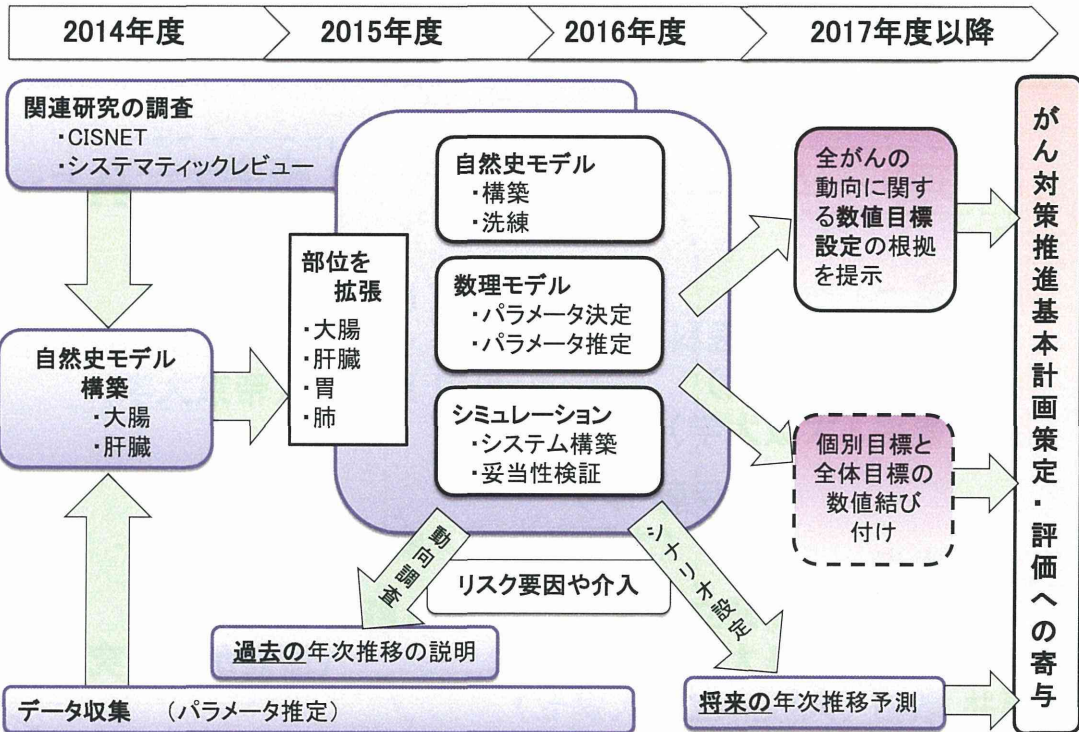 2014年度
2015年度
2016年度
2017年度以降
関連研究の調査
・CISNET
・システマティックレビュー
自然史モデル
構築
・大腸
・肝臓
部位を
拡張
・大腸
・肝臓
・胃
・肺
自然史モデル
・構築
・洗練
数理モデル
・パラメータ決定
・パラメータ推定
シミュレーション
・システム構築
・妥当性検証
全がんの
動向に関す
る数値目標
設定の根拠
を提示
個別目標と
全体目標の
数値結び
付け
動向調査
リスク要因や介入
シナリオ設定
過去の年次推移の説明
将来の年次推移予測
データ収集 （パラメータ推定）
がん対策推進基本計画策定・評価への寄与